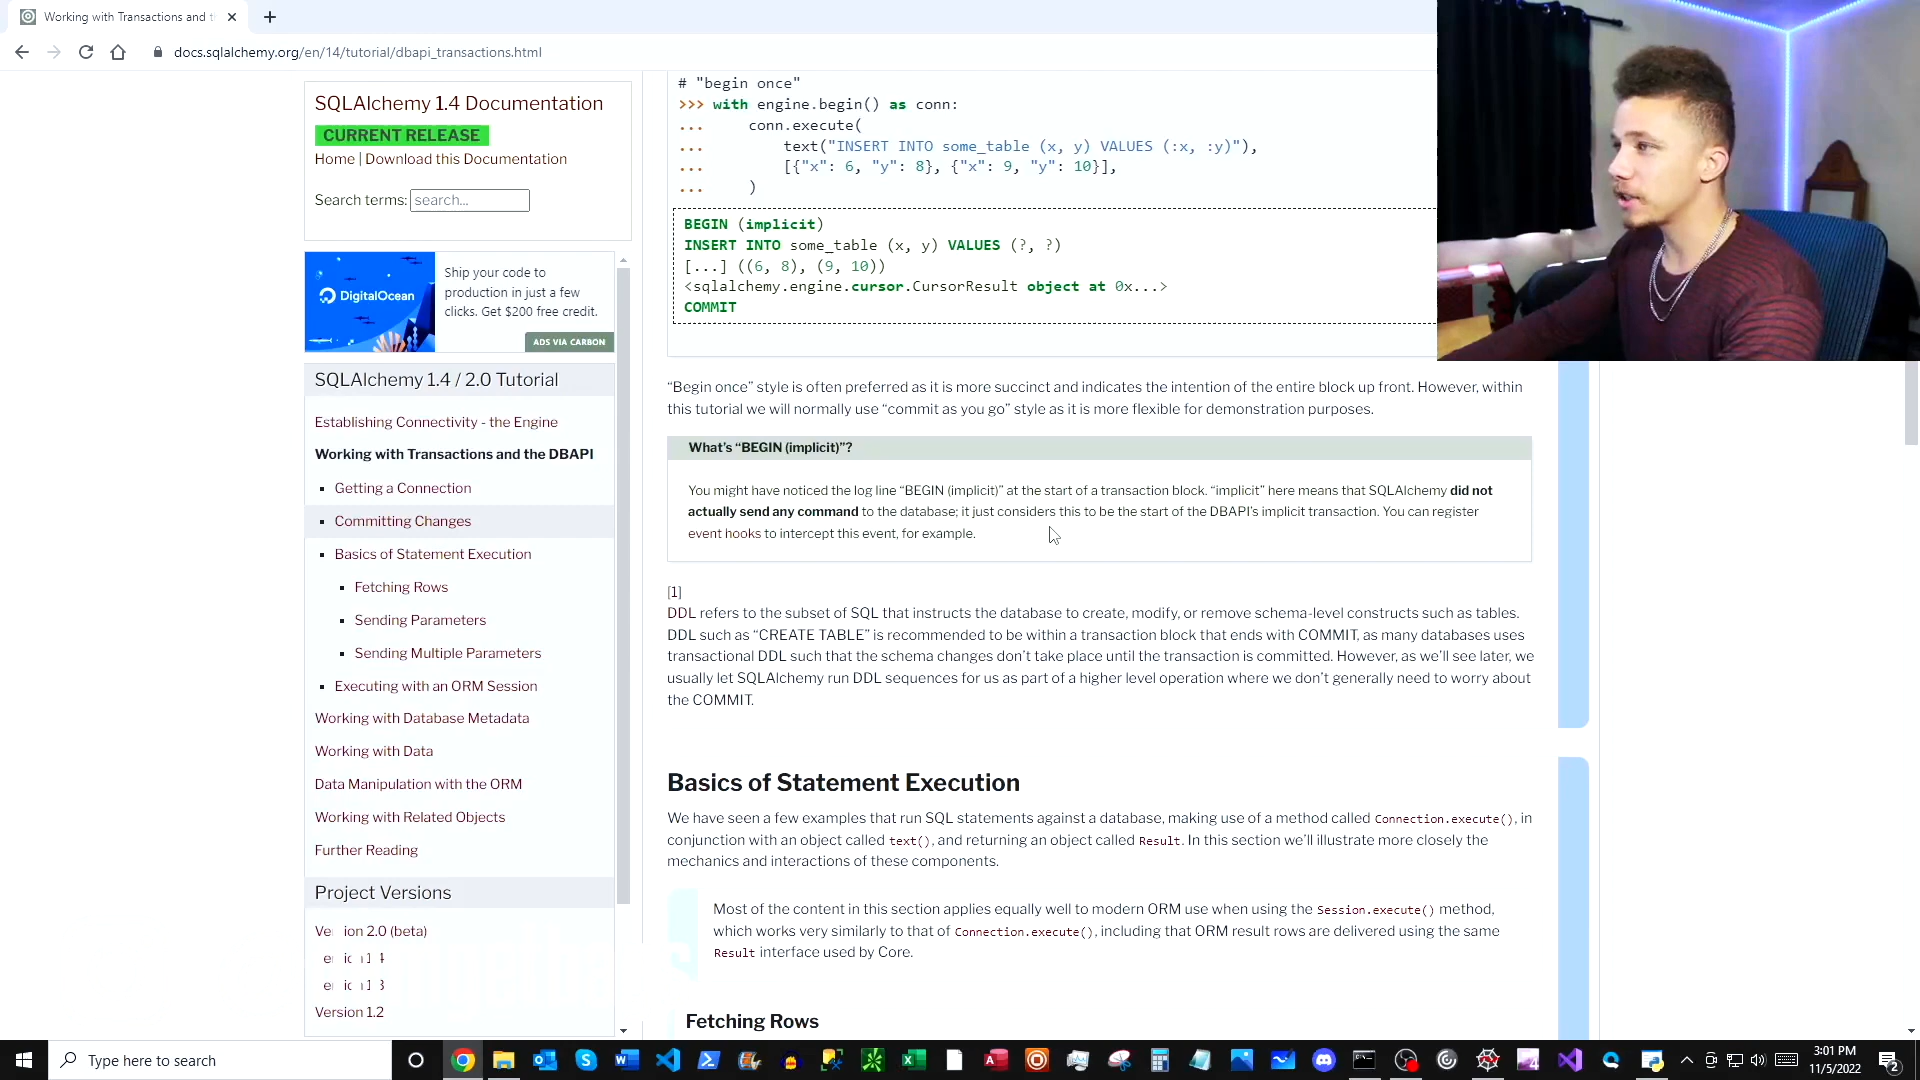 Working with Transactions and t
docs.sqlalchemy.org/en/14/tutorial/dbapi_transactions.html
SQLAlchemy 1.4 Documentation
CURRENT RELEASE
Home | Download this Documentation
Search terms: search...
DigitalOcean
Ship your code to
production in just a few
clicks. Get $200 free credit.
ADS VIA CARBON
SQLAlchemy 1.4 / 2.0 Tutorial
Establishing Connectivity - the Engine
Working with Transactions and the DBAPI
Getting a Connection
Committing Changes
Basics of Statement Execution
Fetching Rows
Sending Parameters
Sending Multiple Parameters
Executing with an ORM Session
Working with Database Metadata
Working with Data
Data Manipulation with the ORM
Working with Related Objects
Further Reading
Project Versions
2.0 (beta)
Version 1.2
# "begin once"
>>> with engine.begin() as conn:
... conn.execute(
... text("INSERT INTO some_table (x, y) VALUES (:x, :y)"),
... [{"x": 6, "y": 8}, {"x": 9, "y": 10}],
... )
BEGIN (implicit)
INSERT INTO some_table (x, y) VALUES (?, ?)
[...] ((6, 8), (9, 10))
<sqlalchemy.engine.cursor.CursorResult object at 0x...>
COMMIT
“Begin once” style is often preferred as it is more succinct and indicates the intention of the entire block up front. However, within
this tutorial we will normally use “commit as you go” style as it is more flexible for demonstration purposes.
What’s “BEGIN (implicit)”?
You might have noticed the log line “BEGIN (implicit)” at the start of a transaction block. “implicit” here means that SQLAlchemy did not
actually send any command to the database; it just considers this to be the start of the DBAPI’s implicit transaction. You can register
event hooks to intercept this event, for example.
[1]
DDL refers to the subset of SQL that instructs the database to create, modify, or remove schema-level constructs such as tables.
DDL such as “CREATE TABLE” is recommended to be within a transaction block that ends with COMMIT, as many databases uses
transactional DDL such that the schema changes don’t take place until the transaction is committed. However, as we’ll see later, we
usually let SQLAlchemy run DDL sequences for us as part of a higher level operation where we don’t generally need to worry about
the COMMIT.
Basics of Statement Execution
We have seen a few examples that run SQL statements against a database, making use of a method called Connection.execute(), in
conjunction with an object called text(), and returning an object called Result. In this section we’ll illustrate more closely the
mechanics and interactions of these components.
Most of the content in this section applies equally well to modern ORM use when using the Session.execute() method,
which works very similarly to that of Connection.execute(), including that ORM result rows are delivered using the same
Result interface used by Core.
Fetching Rows
Type here to search
3:01 PM
11/5/2022
2